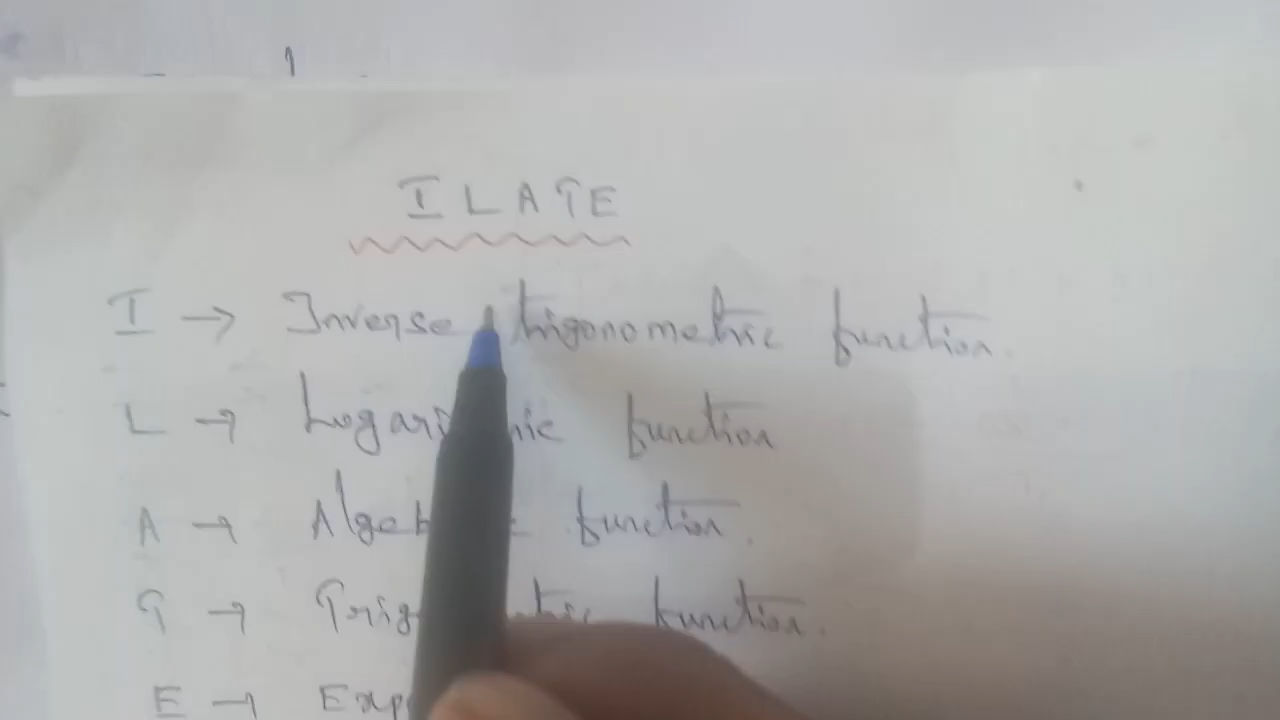 ILATE
I → Inverse trigonometric function.
L → function
A → function.
T → function.
E →